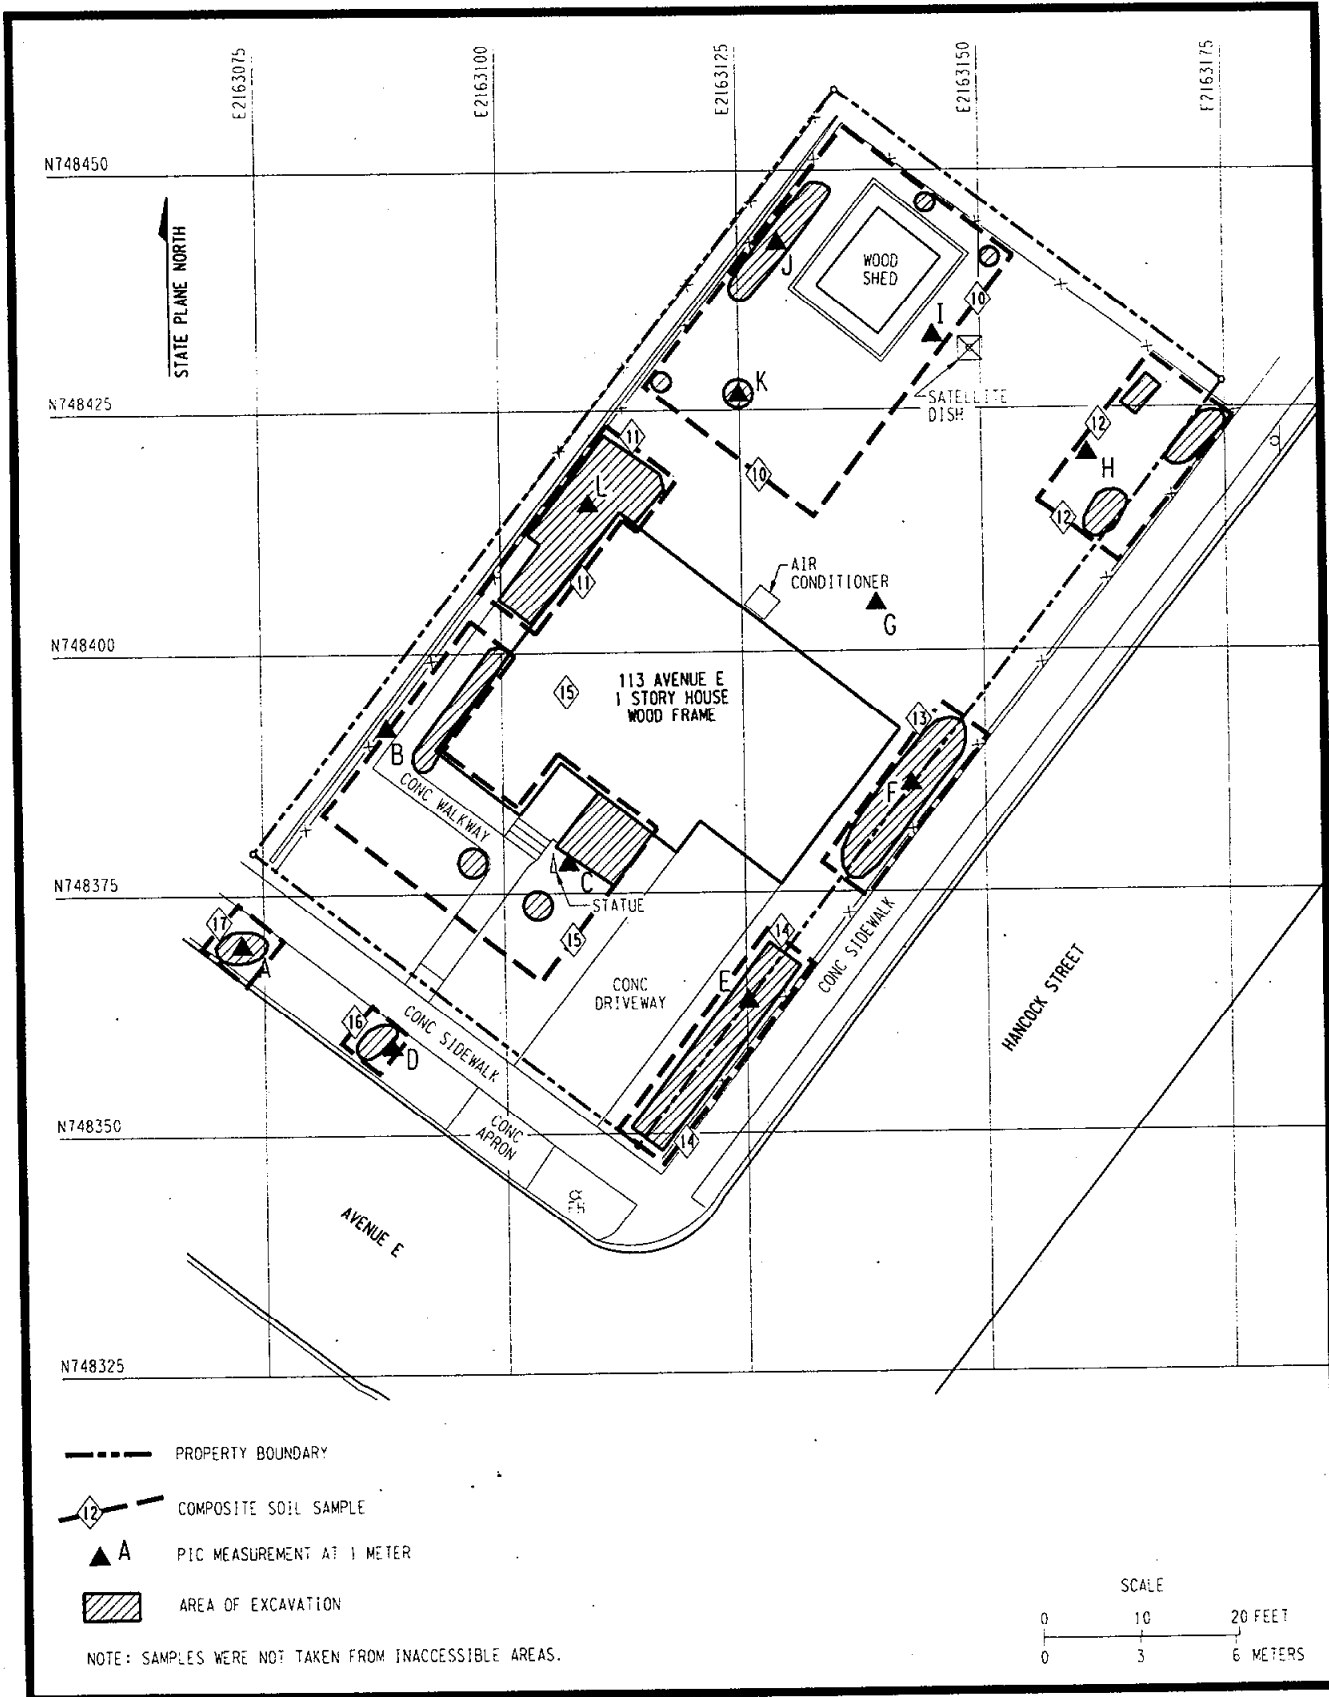 E2163075
E2163100
E2163125
E2163150
E2163175
N748450
STATE PLANE NORTH
J
WOOD
SHED
10
I
K
SATELLITE
DISH
N748425
11
12
10
H
L
12
11
AIR
CONDITIONER
G
N748400
15
113 AVENUE E
1 STORY HOUSE
WOOD FRAME
13
B
CONC WALKWAY
F
C
N748375
STATUE
17
15
14
A
CONC
DRIVEWAY
E
CONC SIDEWALK
HANCOCK STREET
16
D
CONC SIDEWALK
N748350
CONC
APRON
14
FH
AVENUE E
N748325
PROPERTY BOUNDARY
12
COMPOSITE SOIL SAMPLE
A
PIC MEASUREMENT AT 1 METER
AREA OF EXCAVATION
NOTE: SAMPLES WERE NOT TAKEN FROM INACCESSIBLE AREAS.
SCALE
0 10 20 FEET
0 3 6 METERS